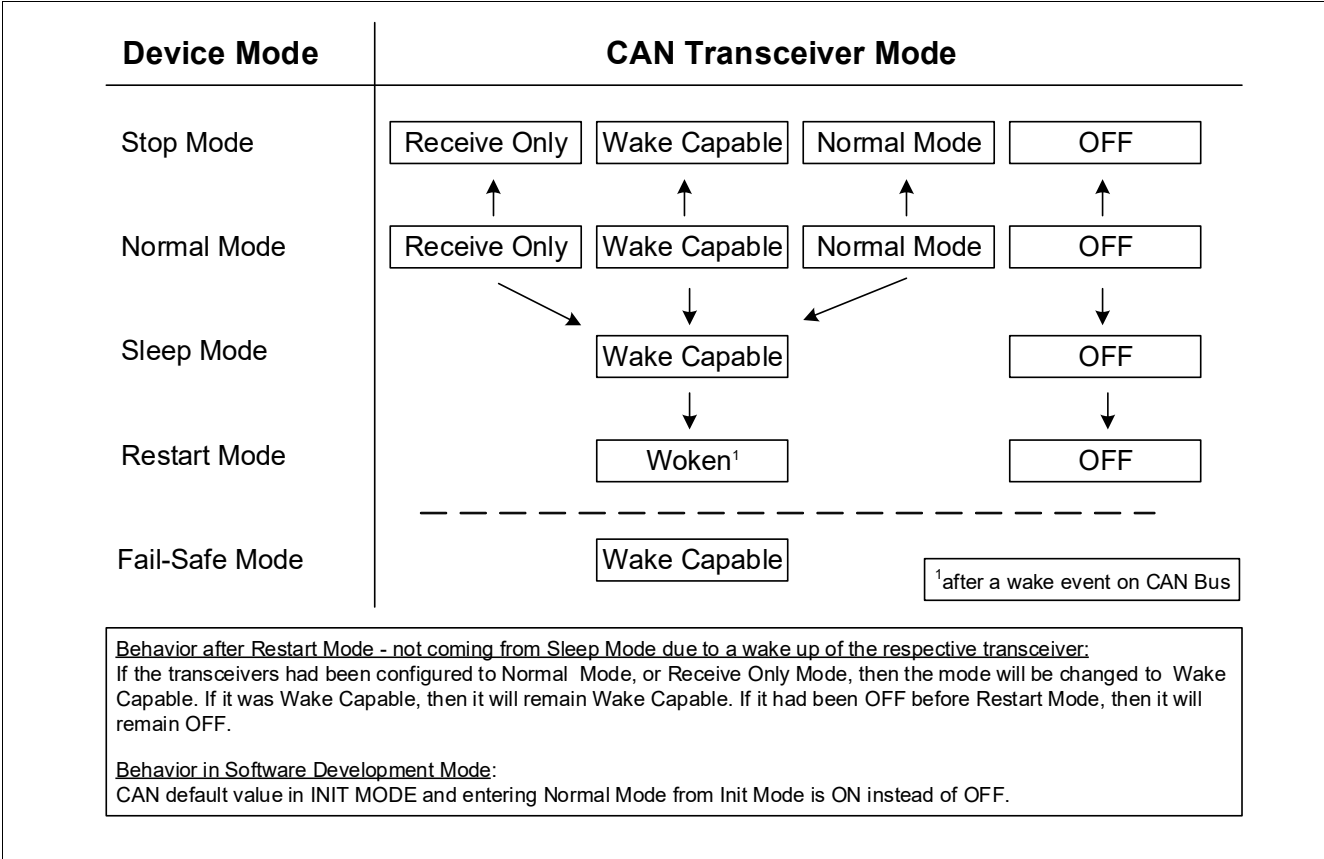 Device Mode CAN Transceiver Mode
Stop Mode Receive Only Wake Capable Normal Mode OFF
Normal Mode Receive Only Wake Capable Normal Mode OFF
Sleep Mode Wake Capable OFF
Restart Mode Woken¹ OFF
Fail-Safe Mode Wake Capable
¹after a wake event on CAN Bus
Behavior after Restart Mode - not coming from Sleep Mode due to a wake up of the respective transceiver:
If the transceivers had been configured to Normal Mode, or Receive Only Mode, then the mode will be changed to Wake
Capable. If it was Wake Capable, then it will remain Wake Capable. If it had been OFF before Restart Mode, then it will
remain OFF.
Behavior in Software Development Mode:
CAN default value in INIT MODE and entering Normal Mode from Init Mode is ON instead of OFF.